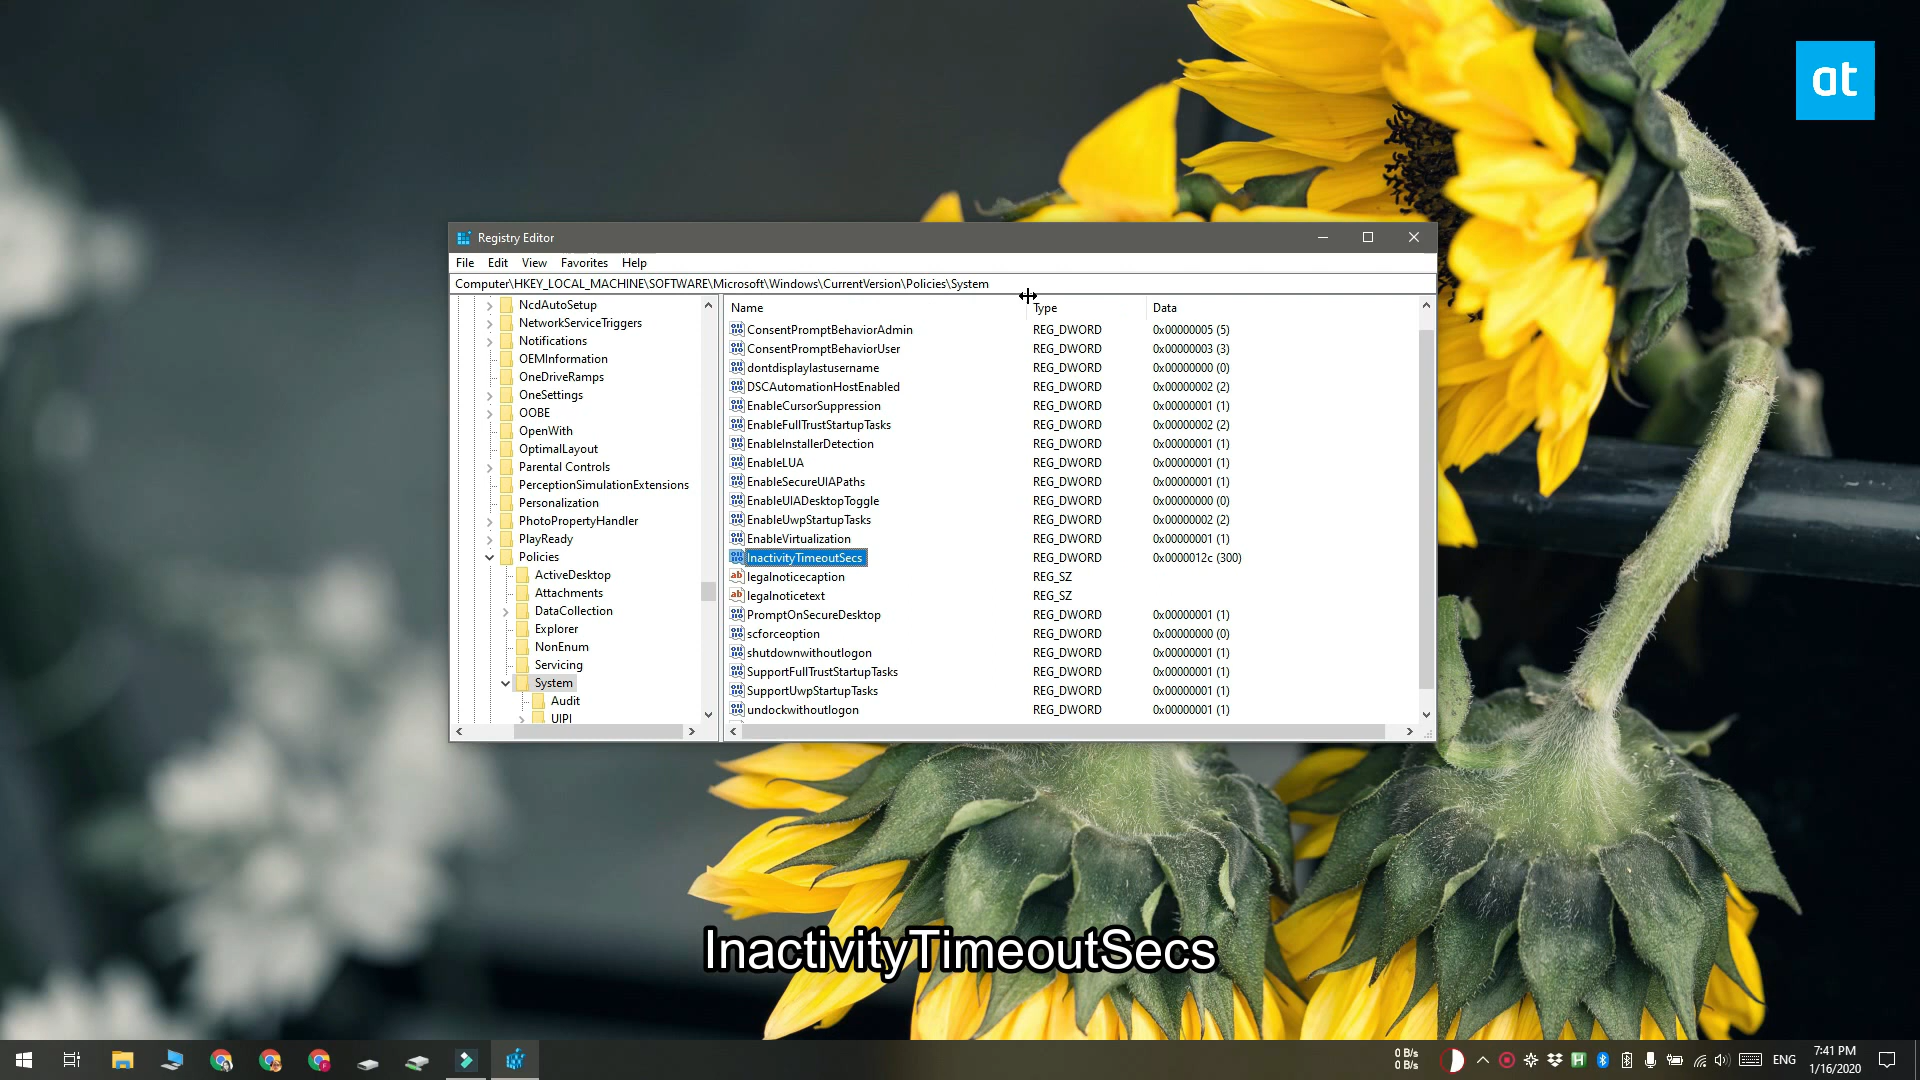 at
Registry Editor
File Edit View Favorites Help
Computer\HKEY_LOCAL_MACHINE\SOFTWARE\Microsoft\Windows\CurrentVersion\Policies\System
NcdAutoSetup
NetworkServiceTriggers
Notifications
OEMInformation
OneDriveRamps
OneSettings
OOBE
OpenWith
OptimalLayout
Parental Controls
PerceptionSimulationExtensions
Personalization
PhotoPropertyHandler
PlayReady
Policies
ActiveDesktop
Attachments
DataCollection
Explorer
NonEnum
Servicing
System
Audit
UIPI
Name Type Data
ConsentPromptBehaviorAdmin REG_DWORD 0x00000005 (5)
ConsentPromptBehaviorUser REG_DWORD 0x00000003 (3)
dontdisplaylastusername REG_DWORD 0x00000000 (0)
DSCAutomationHostEnabled REG_DWORD 0x00000002 (2)
EnableCursorSuppression REG_DWORD 0x00000001 (1)
EnableFullTrustStartupTasks REG_DWORD 0x00000002 (2)
EnableInstallerDetection REG_DWORD 0x00000001 (1)
EnableLUA REG_DWORD 0x00000001 (1)
EnableSecureUIAPaths REG_DWORD 0x00000001 (1)
EnableUIADesktopToggle REG_DWORD 0x00000000 (0)
EnableUwpStartupTasks REG_DWORD 0x00000002 (2)
EnableVirtualization REG_DWORD 0x00000001 (1)
InactivityTimeoutSecs REG_DWORD 0x0000012c (300)
legalnoticecaption REG_SZ
legalnoticetext REG_SZ
PromptOnSecureDesktop REG_DWORD 0x00000001 (1)
scforceoption REG_DWORD 0x00000000 (0)
shutdownwithoutlogon REG_DWORD 0x00000001 (1)
SupportFullTrustStartupTasks REG_DWORD 0x00000001 (1)
SupportUwpStartupTasks REG_DWORD 0x00000001 (1)
undockwithoutlogon REG_DWORD 0x00000001 (1)
InactivityTimeoutSecs
0 B/s
0 B/s
ENG
7:41 PM
1/16/2020